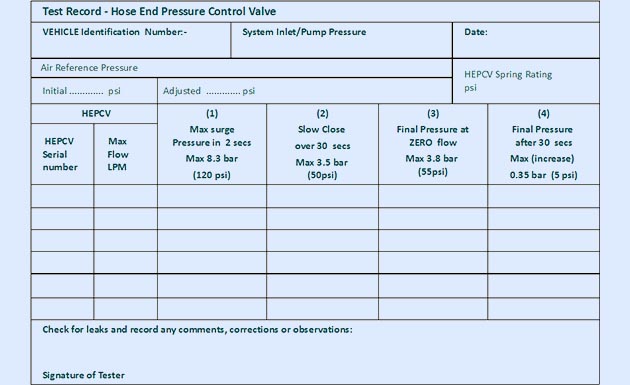 Test Record - Hose End Pressure Control Valve
VEHICLE Identification Number:-
System Inlet/Pump Pressure
Date:
Air Reference Pressure
HEPCV Spring Rating
psi
Initial ............. psi
Adjusted ............. psi
HEPCV
HEPCV
Serial
number
Max
Flow
LPM
(1)
Max surge
Pressure in 2 secs
Max 8.3 bar
(120 psi)
(2)
Slow Close
over 30 secs
Max 3.5 bar
(50psi)
(3)
Final Pressure at
ZERO flow
Max 3.8 bar
(55psi)
(4)
Final Pressure
after 30 secs
Max (increase)
0.35 bar (5 psi)
Check for leaks and record any comments, corrections or observations:
Signature of Tester